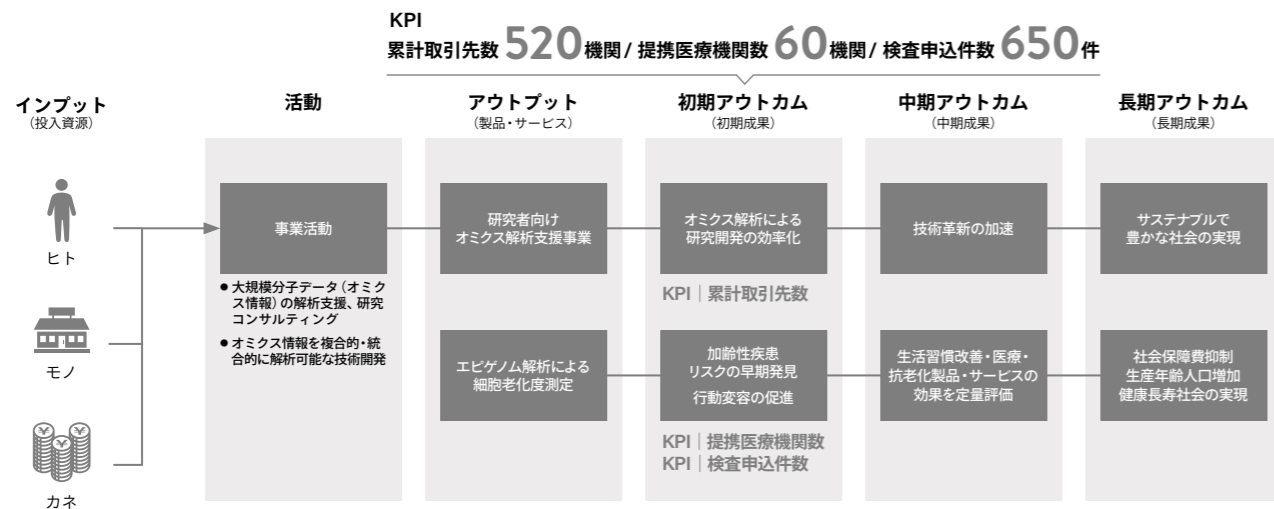 KPI
累計取引先数 520 機関 / 提携医療機関数 60 機関 / 検査申込件数 650 件
インプット
（投入資源）
ヒト
モノ
カネ
活動
事業活動
● 大規模分子データ（オミク
ス情報）の解析支援、研究
コンサルティング
● オミクス情報を複合的・統
合的に解析可能な技術開発
アウトプット
（製品・サービス）
研究者向け
オミクス解析支援事業
エピゲノム解析による
細胞老化度測定
初期アウトカム
（初期成果）
オミクス解析による
研究開発の効率化
KPI｜累計取引先数
加齢性疾患
リスクの早期発見
行動変容の促進
KPI｜提携医療機関数
KPI｜検査申込件数
中期アウトカム
（中期成果）
技術革新の加速
生活習慣改善・医療・
抗老化製品・サービスの
効果を定量評価
長期アウトカム
（長期成果）
サステナブルで
豊かな社会の実現
社会保障費抑制
生産年齢人口増加
健康長寿社会の実現